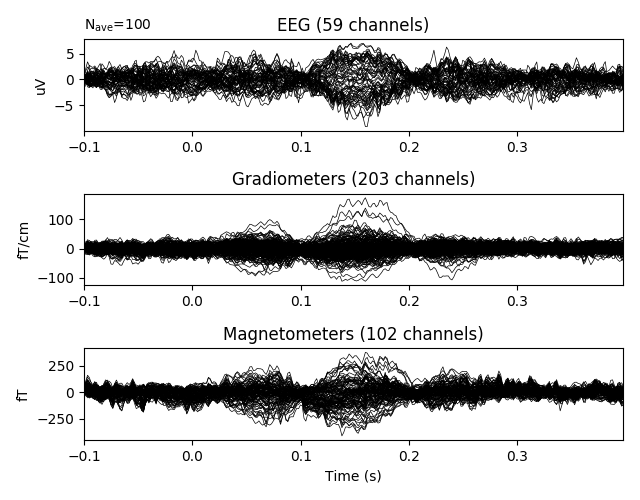 N_ave=100
EEG (59 channels)
5
0
−5
uV
−0.1 0.0 0.1 0.2 0.3
Gradiometers (203 channels)
100
0
−100
fT/cm
−0.1 0.0 0.1 0.2 0.3
Magnetometers (102 channels)
250
0
−250
fT
−0.1 0.0 0.1 0.2 0.3
Time (s)